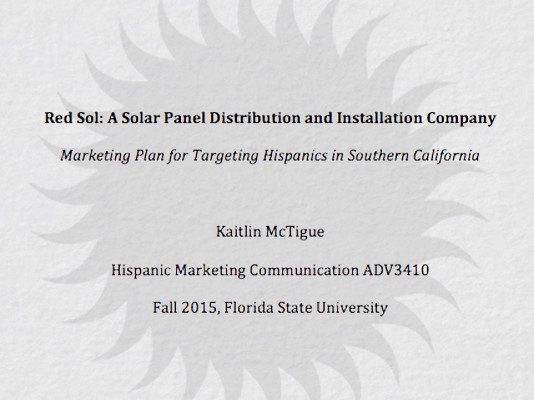 Red Sol: A Solar Panel Distribution and Installation Company
Marketing Plan for Targeting Hispanics in Southern California
Kaitlin McTigue
Hispanic Marketing Communication ADV3410
Fall 2015, Florida State University